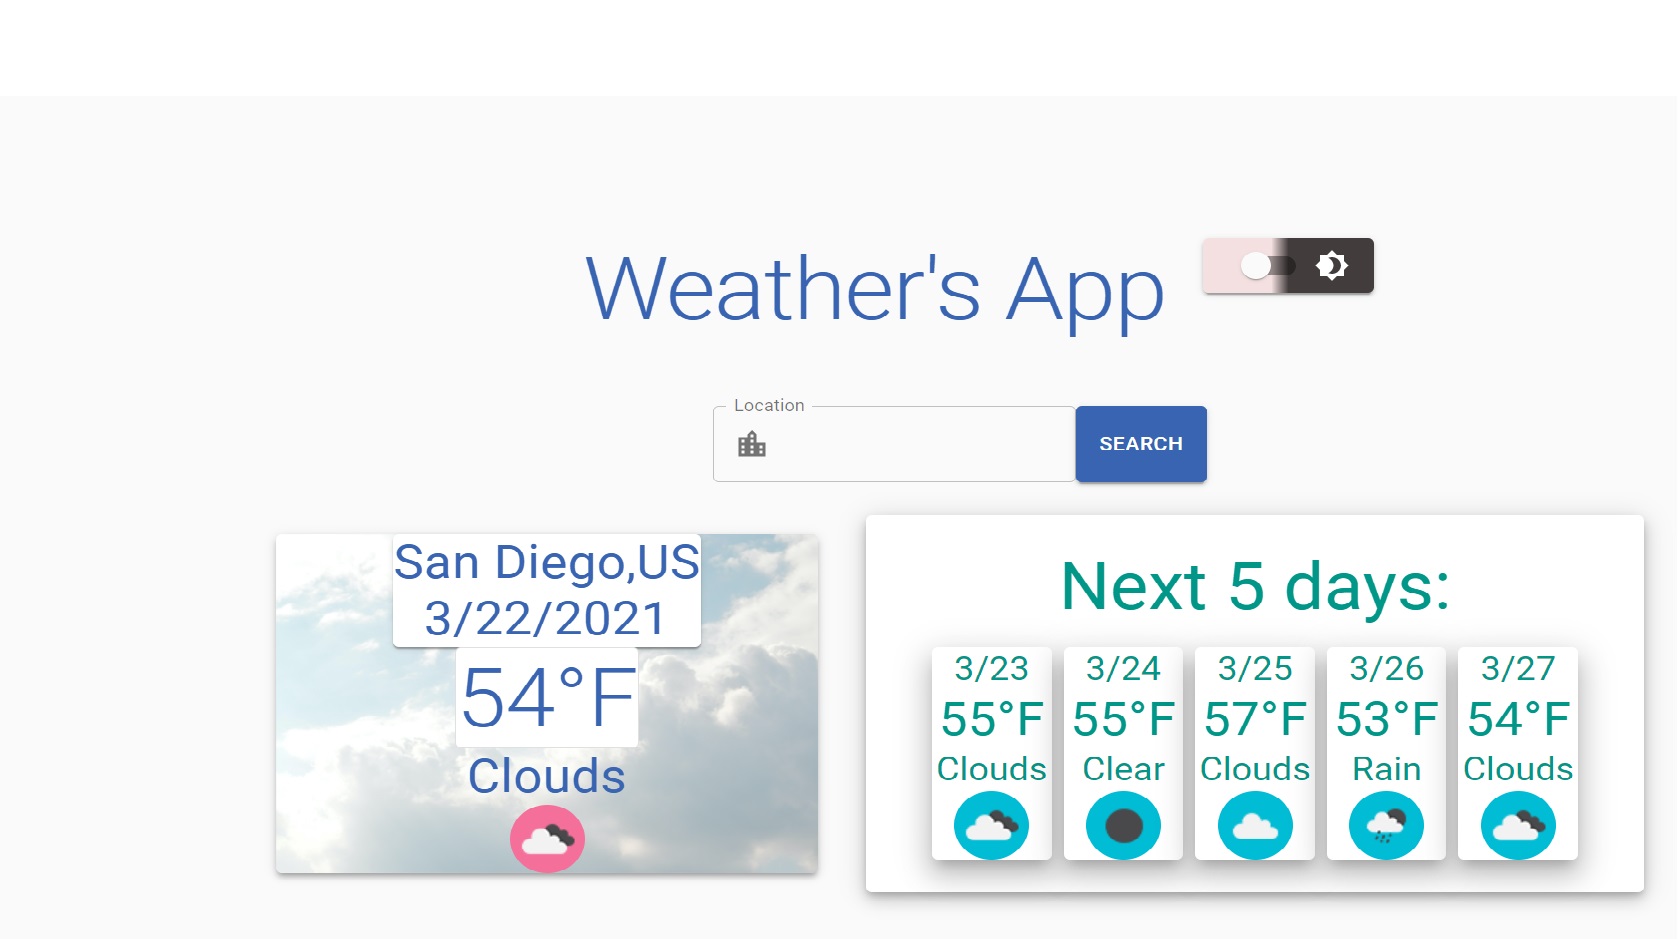 Weather's App
Location
SEARCH
San Diego,US
3/22/2021
54°F
Clouds
Next 5 days:
3/23
55°F
Clouds
3/24
55°F
Clear
3/25
57°F
Clouds
3/26
53°F
Rain
3/27
54°F
Clouds